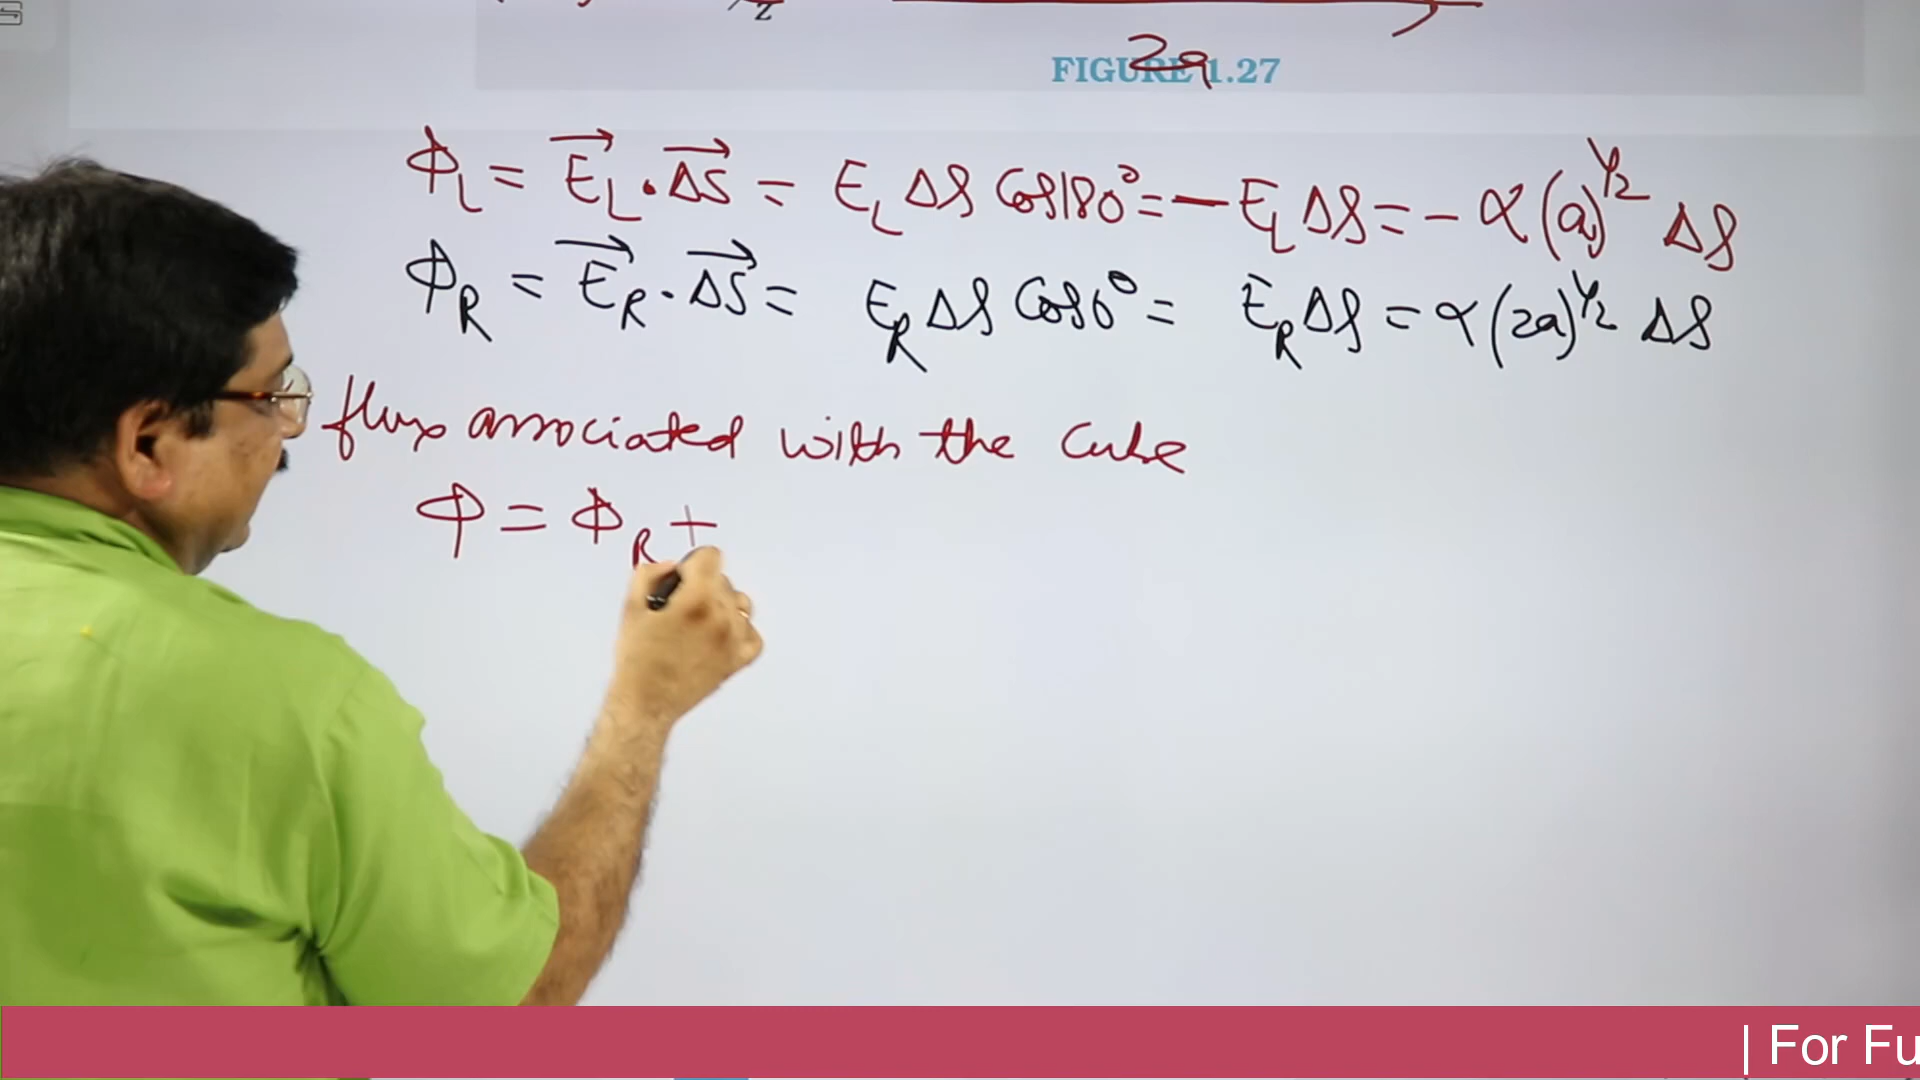 z
2a
FIGURE 1.27
Φ_L = E_L⃗ . ΔS⃗ = E_L ΔS Cos180° = - E_L ΔS = - α (a)^1/2 ΔS
Φ_R = E_R⃗ . ΔS⃗ = E_R ΔS Cos0° = E_R ΔS = α (2a)^1/2 ΔS
flux associated with the cube
Φ = Φ_R +
| For Fu